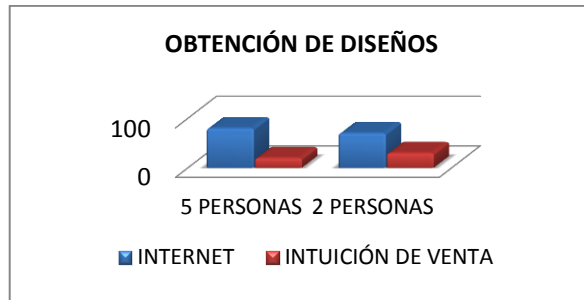 OBTENCIÓN DE DISEÑOS
100
0
5 PERSONAS 2 PERSONAS
INTERNET INTUICIÓN DE VENTA